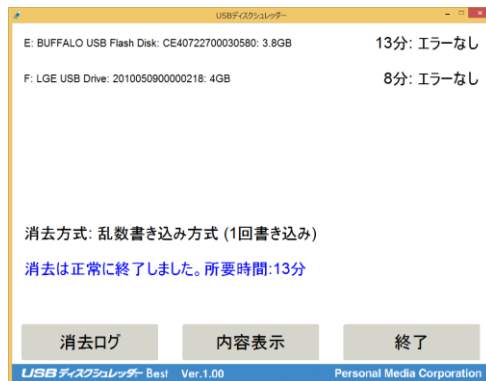 USBディスクシュレッダー
E: BUFFALO USB Flash Disk: CE40722700030580: 3.8GB 13分: エラーなし
F: LGE USB Drive: 2010050900000218: 4GB 8分: エラーなし
消去方式: 乱数書き込み方式 (1回書き込み)
消去は正常に終了しました。所要時間:13分
消去ログ 内容表示 終了
USBディスクシュレッダー Best Ver.1.00 Personal Media Corporation